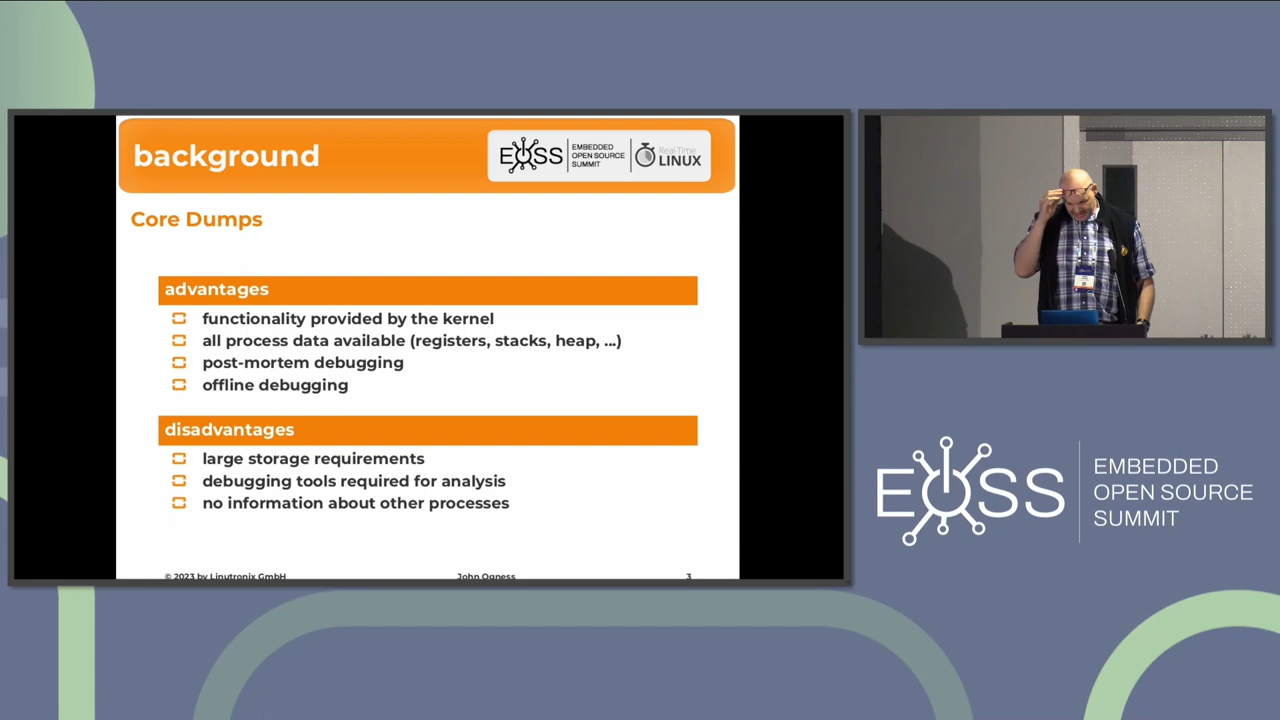 background
EOSS
EMBEDDED
OPEN SOURCE
SUMMIT
Real-Time
LINUX
Core Dumps
advantages
functionality provided by the kernel
all process data available (registers, stacks, heap, ...)
post-mortem debugging
offline debugging
disadvantages
large storage requirements
debugging tools required for analysis
no information about other processes
© 2023 by Linutronix GmbH
John Ogness
3
EOSS
EMBEDDED
OPEN SOURCE
SUMMIT